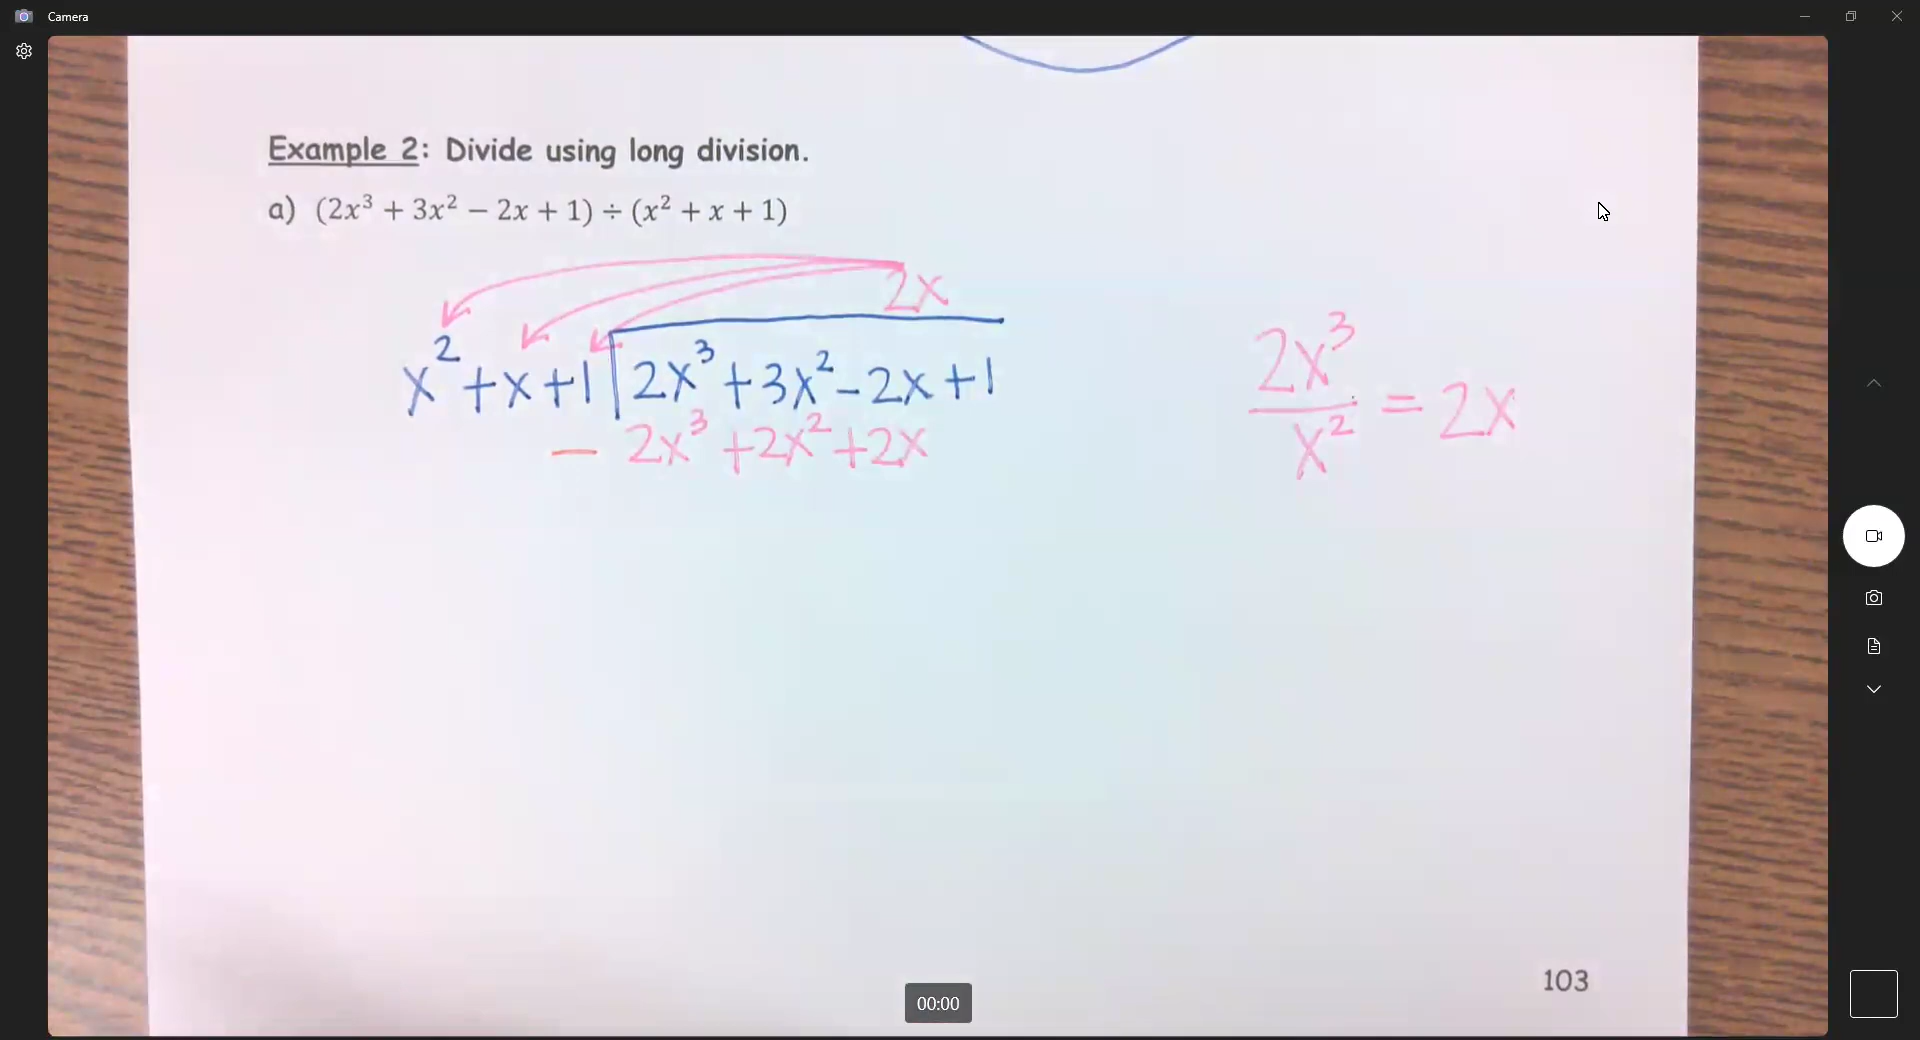 Camera
Example 2: Divide using long division.
a) (2x³ + 3x² − 2x + 1) ÷ (x² + x + 1)
2x
x² + x + 1 2x³ + 3x² - 2x + 1
− 2x³ + 2x² + 2x
2x³
x²
= 2x
103
00:00